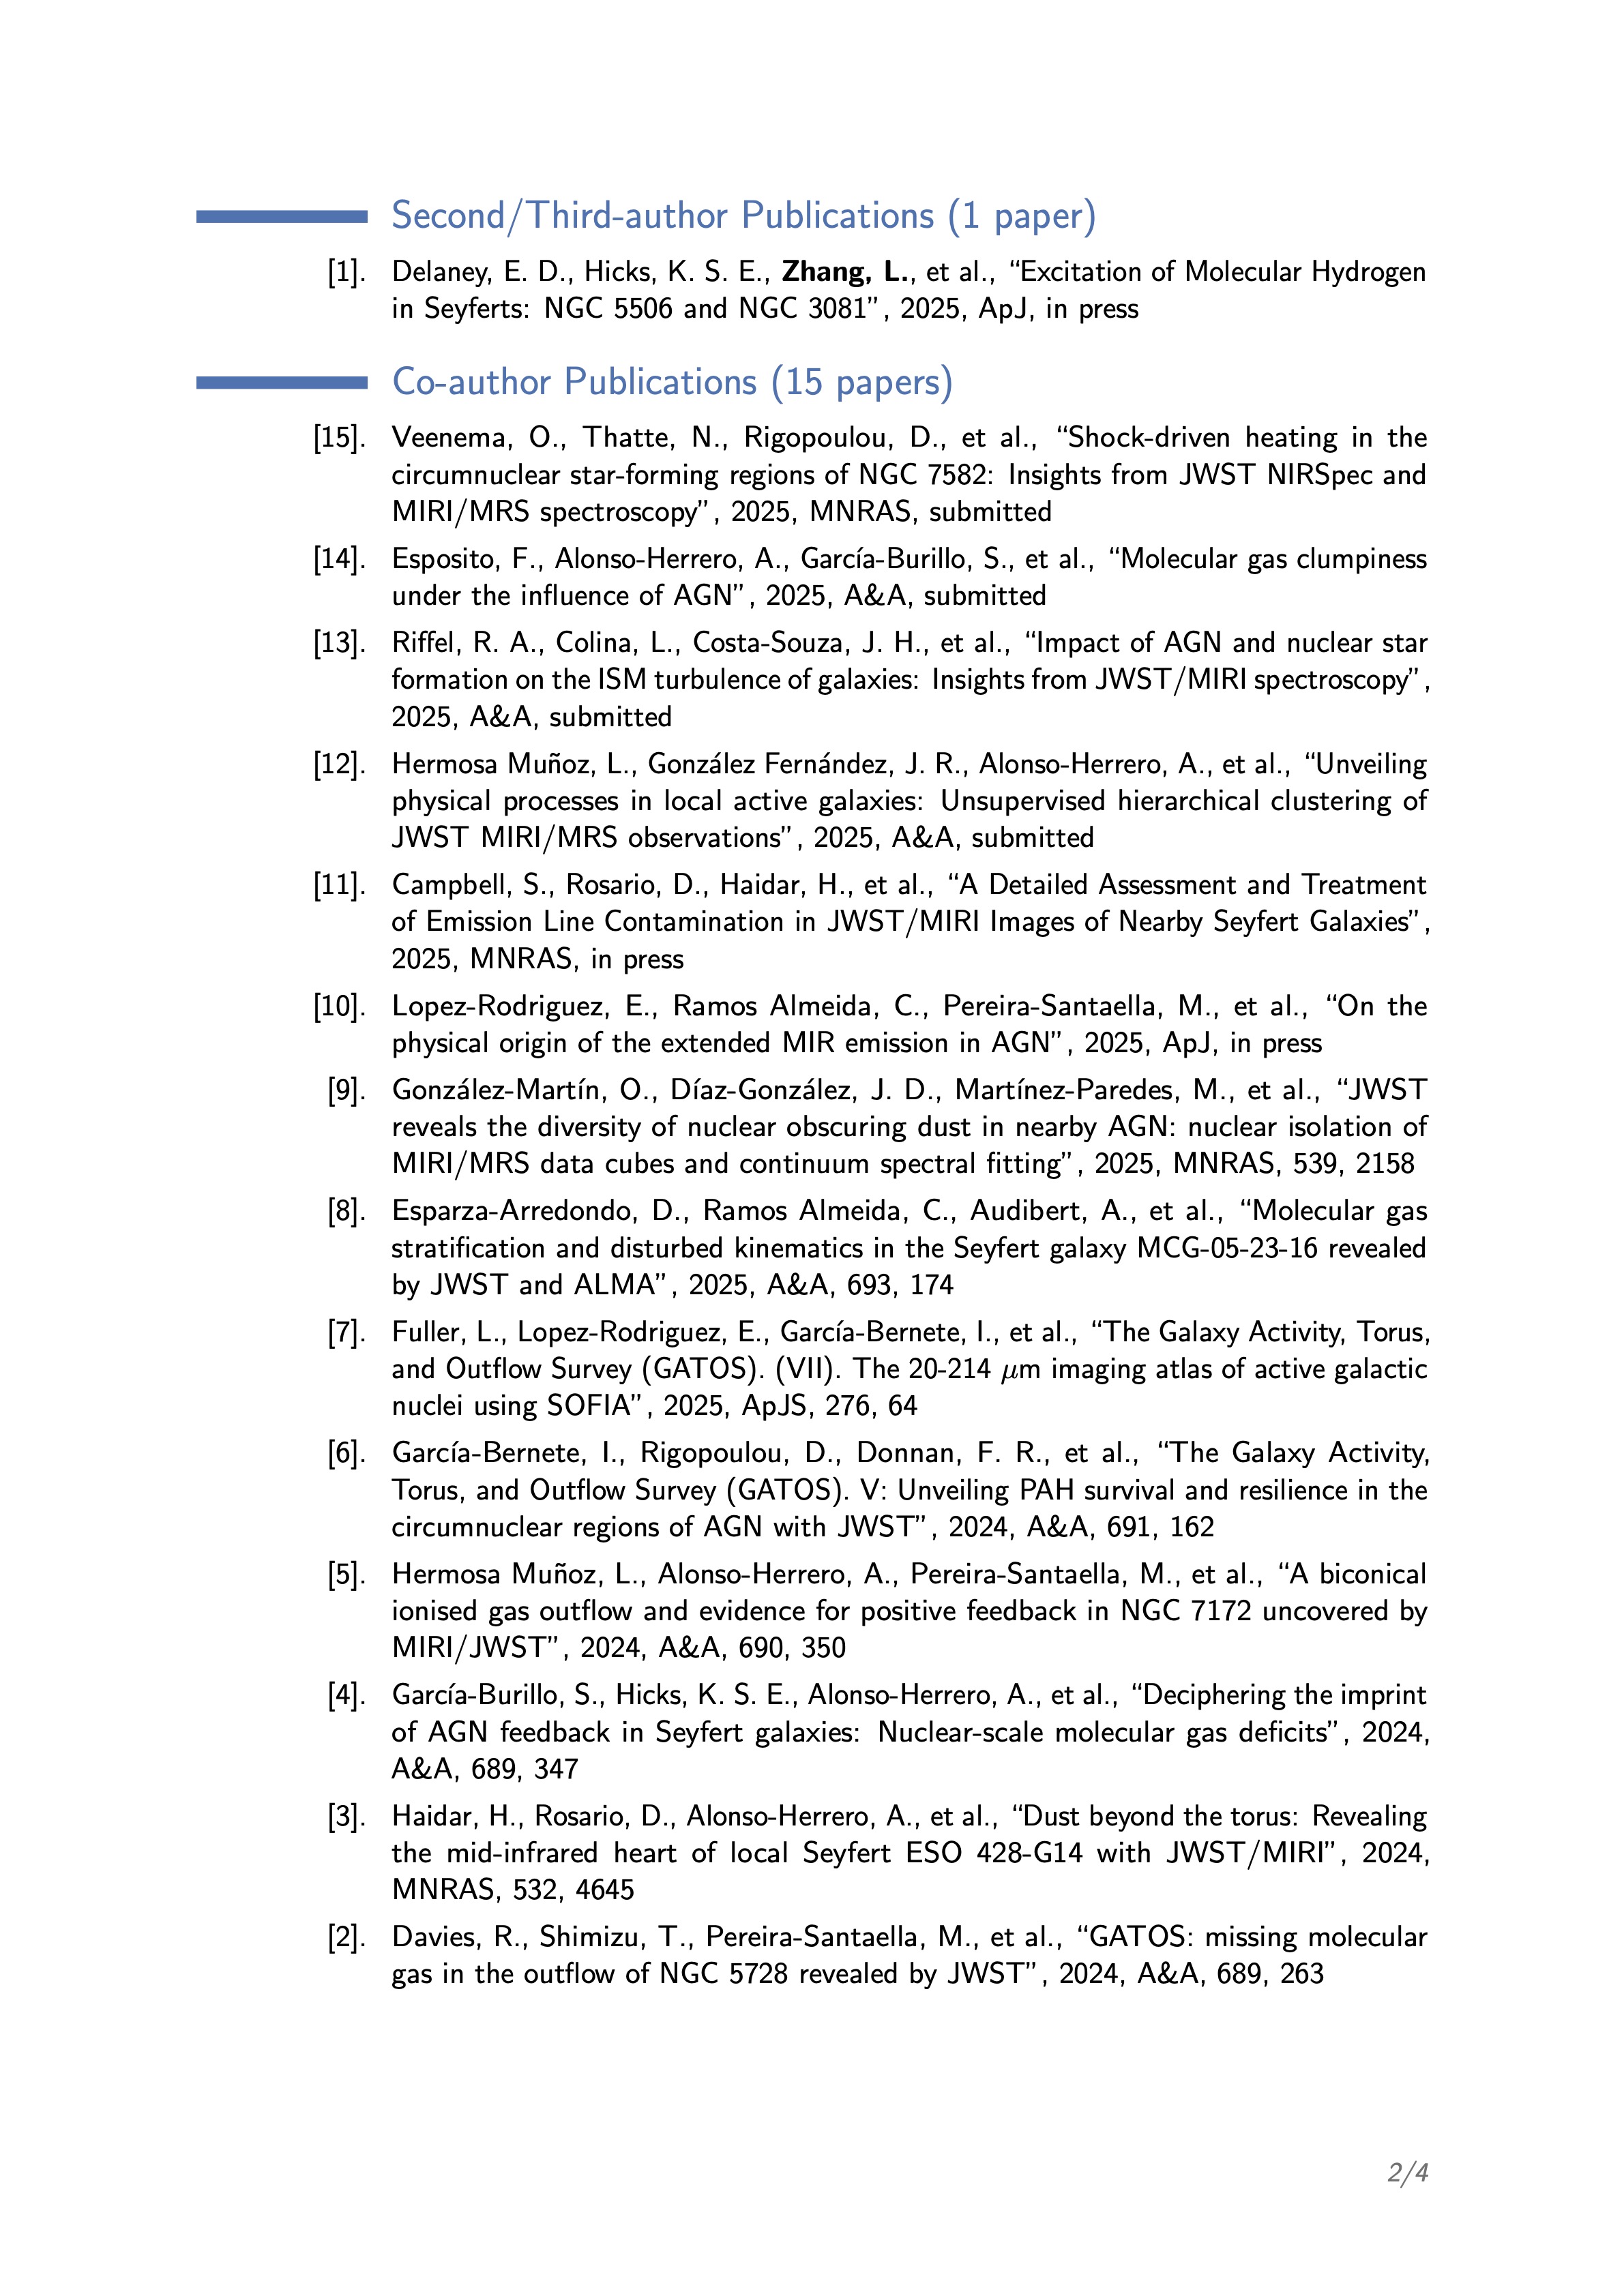 Second/Third-author Publications (1 paper)
[1]. Delaney, E. D., Hicks, K. S. E., Zhang, L., et al., “Excitation of Molecular Hydrogen
in Seyferts: NGC 5506 and NGC 3081”, 2025, ApJ, in press
Co-author Publications (15 papers)
[15]. Veenema, O., Thatte, N., Rigopoulou, D., et al., “Shock-driven heating in the
circumnuclear star-forming regions of NGC 7582: Insights from JWST NIRSpec and
MIRI/MRS spectroscopy”, 2025, MNRAS, submitted
[14]. Esposito, F., Alonso-Herrero, A., García-Burillo, S., et al., “Molecular gas clumpiness
under the influence of AGN”, 2025, A&A, submitted
[13]. Riffel, R. A., Colina, L., Costa-Souza, J. H., et al., “Impact of AGN and nuclear star
formation on the ISM turbulence of galaxies: Insights from JWST/MIRI spectroscopy”,
2025, A&A, submitted
[12]. Hermosa Muñoz, L., González Fernández, J. R., Alonso-Herrero, A., et al., “Unveiling
physical processes in local active galaxies: Unsupervised hierarchical clustering of
JWST MIRI/MRS observations”, 2025, A&A, submitted
[11]. Campbell, S., Rosario, D., Haidar, H., et al., “A Detailed Assessment and Treatment
of Emission Line Contamination in JWST/MIRI Images of Nearby Seyfert Galaxies”,
2025, MNRAS, in press
[10]. Lopez-Rodriguez, E., Ramos Almeida, C., Pereira-Santaella, M., et al., “On the
physical origin of the extended MIR emission in AGN”, 2025, ApJ, in press
[9]. González-Martín, O., Díaz-González, J. D., Martínez-Paredes, M., et al., “JWST
reveals the diversity of nuclear obscuring dust in nearby AGN: nuclear isolation of
MIRI/MRS data cubes and continuum spectral fitting”, 2025, MNRAS, 539, 2158
[8]. Esparza-Arredondo, D., Ramos Almeida, C., Audibert, A., et al., “Molecular gas
stratification and disturbed kinematics in the Seyfert galaxy MCG-05-23-16 revealed
by JWST and ALMA”, 2025, A&A, 693, 174
[7]. Fuller, L., Lopez-Rodriguez, E., García-Bernete, I., et al., “The Galaxy Activity, Torus,
and Outflow Survey (GATOS). (VII). The 20-214 μm imaging atlas of active galactic
nuclei using SOFIA”, 2025, ApJS, 276, 64
[6]. García-Bernete, I., Rigopoulou, D., Donnan, F. R., et al., “The Galaxy Activity,
Torus, and Outflow Survey (GATOS). V: Unveiling PAH survival and resilience in the
circumnuclear regions of AGN with JWST”, 2024, A&A, 691, 162
[5]. Hermosa Muñoz, L., Alonso-Herrero, A., Pereira-Santaella, M., et al., “A biconical
ionised gas outflow and evidence for positive feedback in NGC 7172 uncovered by
MIRI/JWST”, 2024, A&A, 690, 350
[4]. García-Burillo, S., Hicks, K. S. E., Alonso-Herrero, A., et al., “Deciphering the imprint
of AGN feedback in Seyfert galaxies: Nuclear-scale molecular gas deficits”, 2024,
A&A, 689, 347
[3]. Haidar, H., Rosario, D., Alonso-Herrero, A., et al., “Dust beyond the torus: Revealing
the mid-infrared heart of local Seyfert ESO 428-G14 with JWST/MIRI”, 2024,
MNRAS, 532, 4645
[2]. Davies, R., Shimizu, T., Pereira-Santaella, M., et al., “GATOS: missing molecular
gas in the outflow of NGC 5728 revealed by JWST”, 2024, A&A, 689, 263
2/4